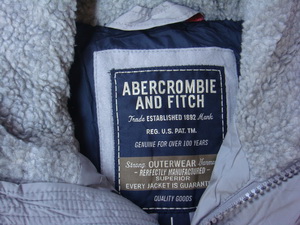 ABERCROMBIE
AND FITCH
Trade ESTABLISHED 1892 Mark
REG. U.S. PAT. TM.
GENUINE FOR OVER 100 YEARS
Strong OUTERWEAR
- PERFECTLY MANUFACTURED -
SUPERIOR
EVERY JACKET IS GUARANTE
QUALITY GOODS
L